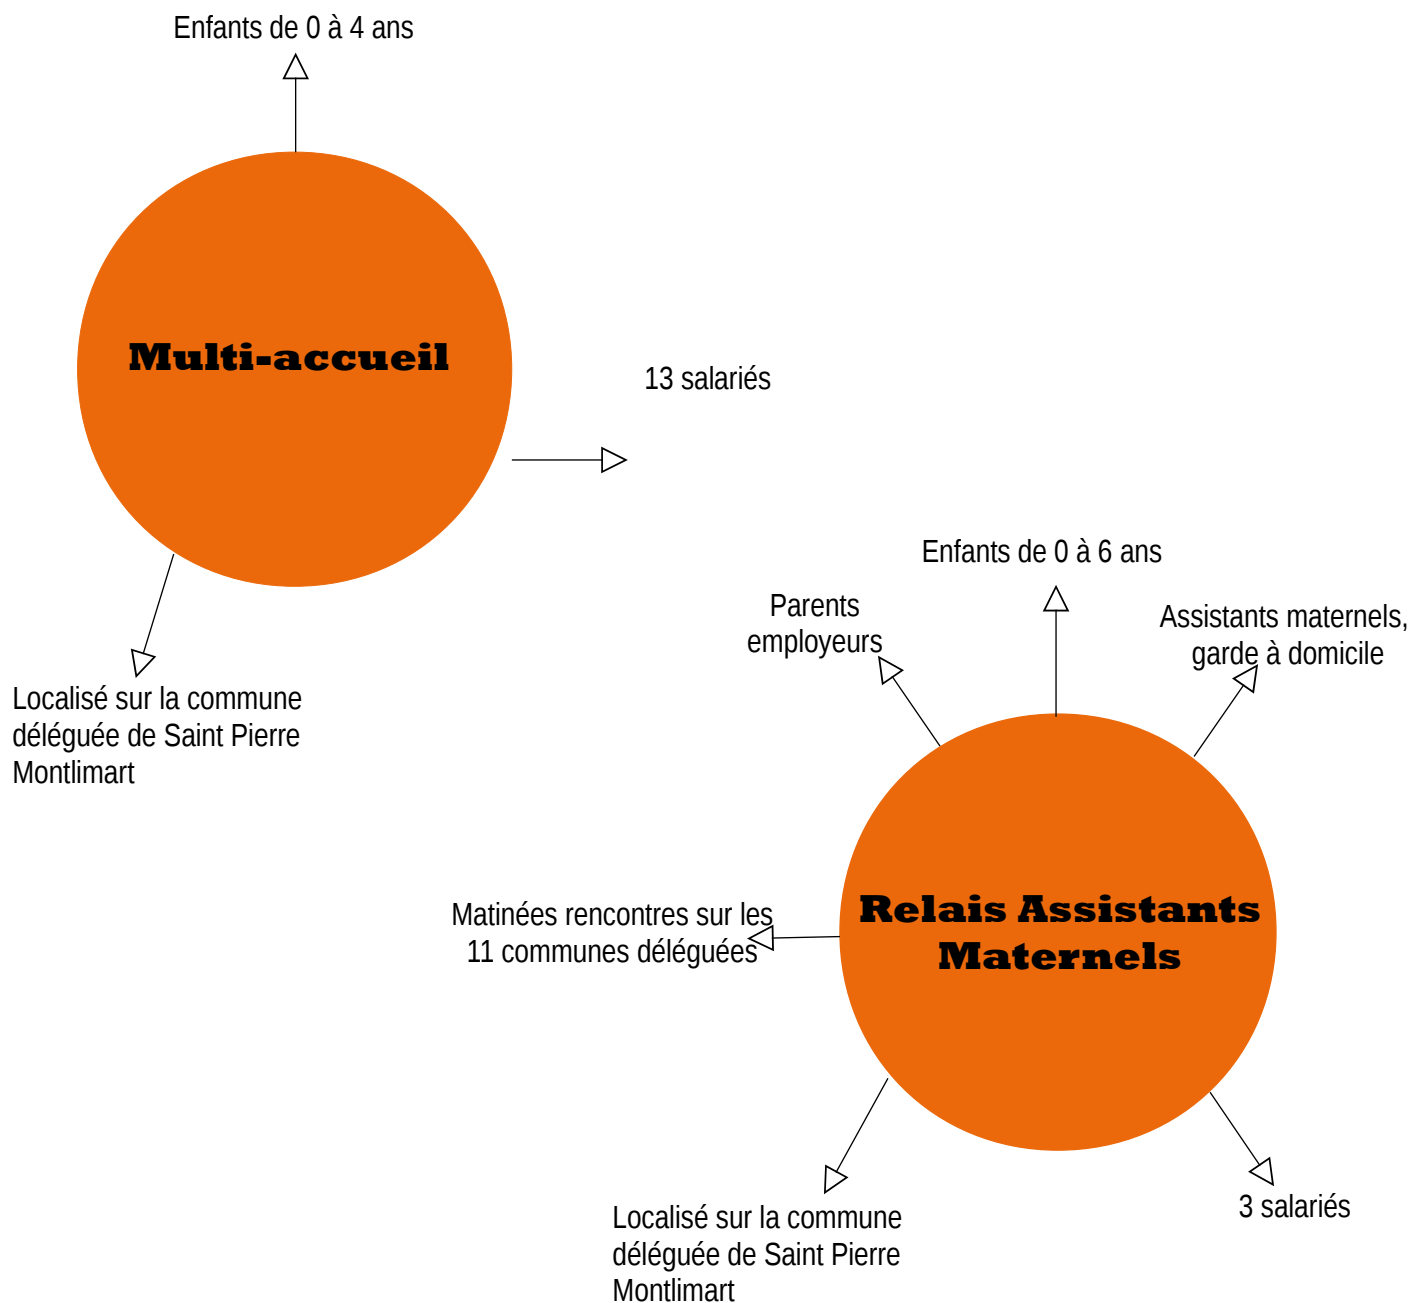 Enfants de 0 à 4 ans
Multi-accueil
13 salariés
Localisé sur la commune
déléguée de Saint Pierre
Montlimart
Enfants de 0 à 6 ans
Parents
employeurs
Assistants maternels,
garde à domicile
Matinées rencontres sur les
11 communes déléguées
Relais Assistants
Maternels
Localisé sur la commune
déléguée de Saint Pierre
Montlimart
3 salariés